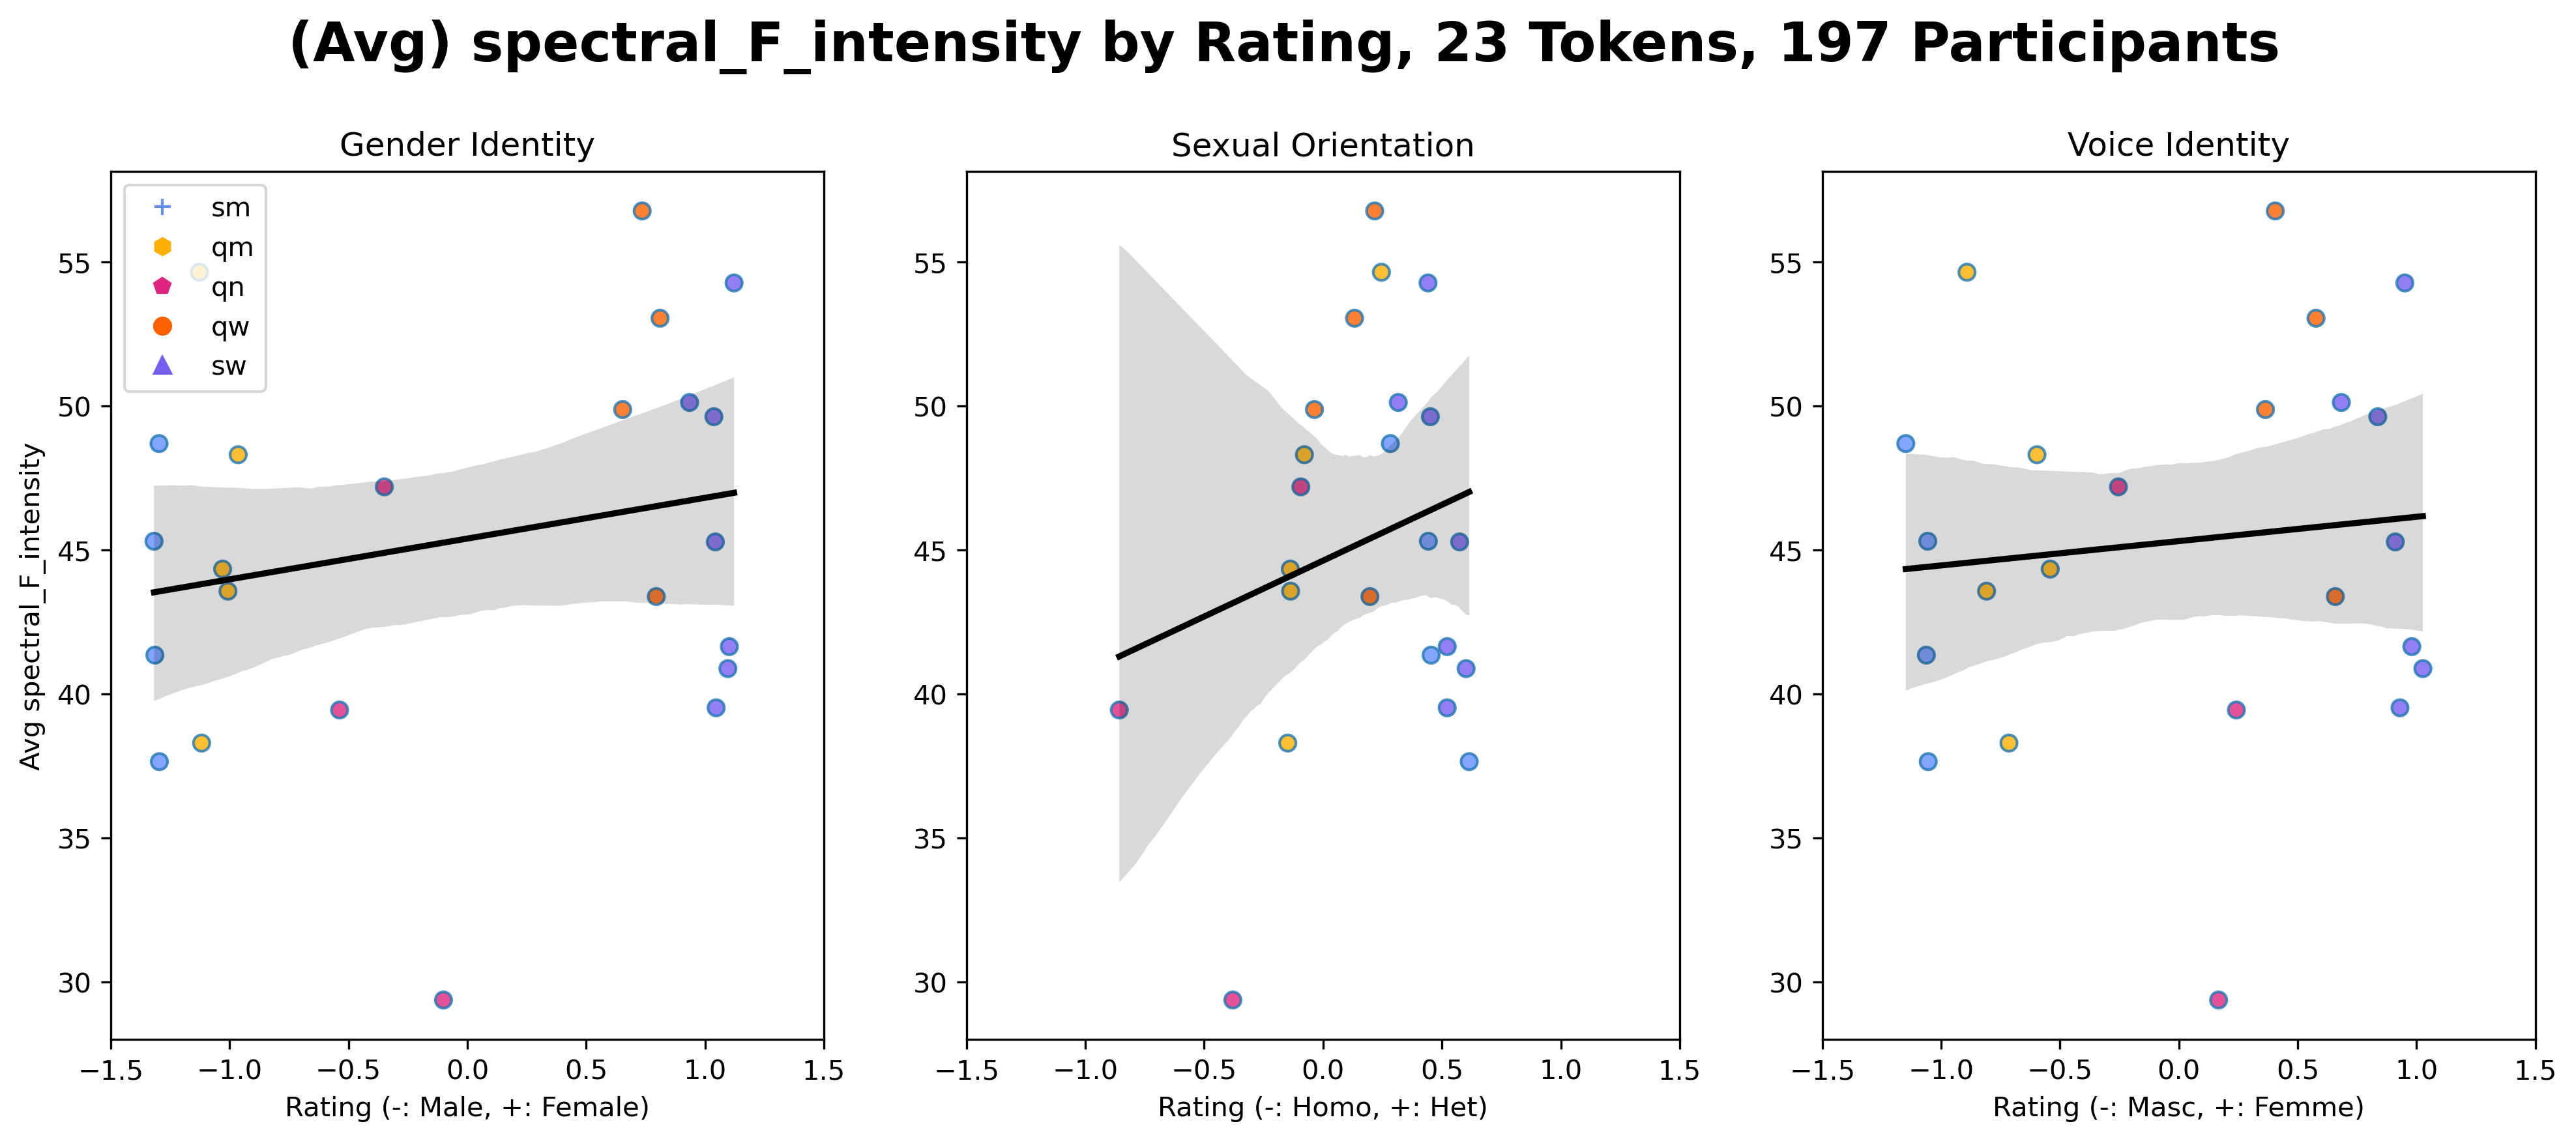 (Avg) spectral_F_intensity by Rating, 23 Tokens, 197 Participants
Gender Identity
sm
qm
qn
qw
sw
Avg spectral_F_intensity
55
50
45
40
35
30
−1.5 −1.0 −0.5 0.0 0.5 1.0 1.5
Rating (-: Male, +: Female)
Sexual Orientation
55
50
45
40
35
30
−1.5 −1.0 −0.5 0.0 0.5 1.0 1.5
Rating (-: Homo, +: Het)
Voice Identity
55
50
45
40
35
30
−1.5 −1.0 −0.5 0.0 0.5 1.0 1.5
Rating (-: Masc, +: Femme)